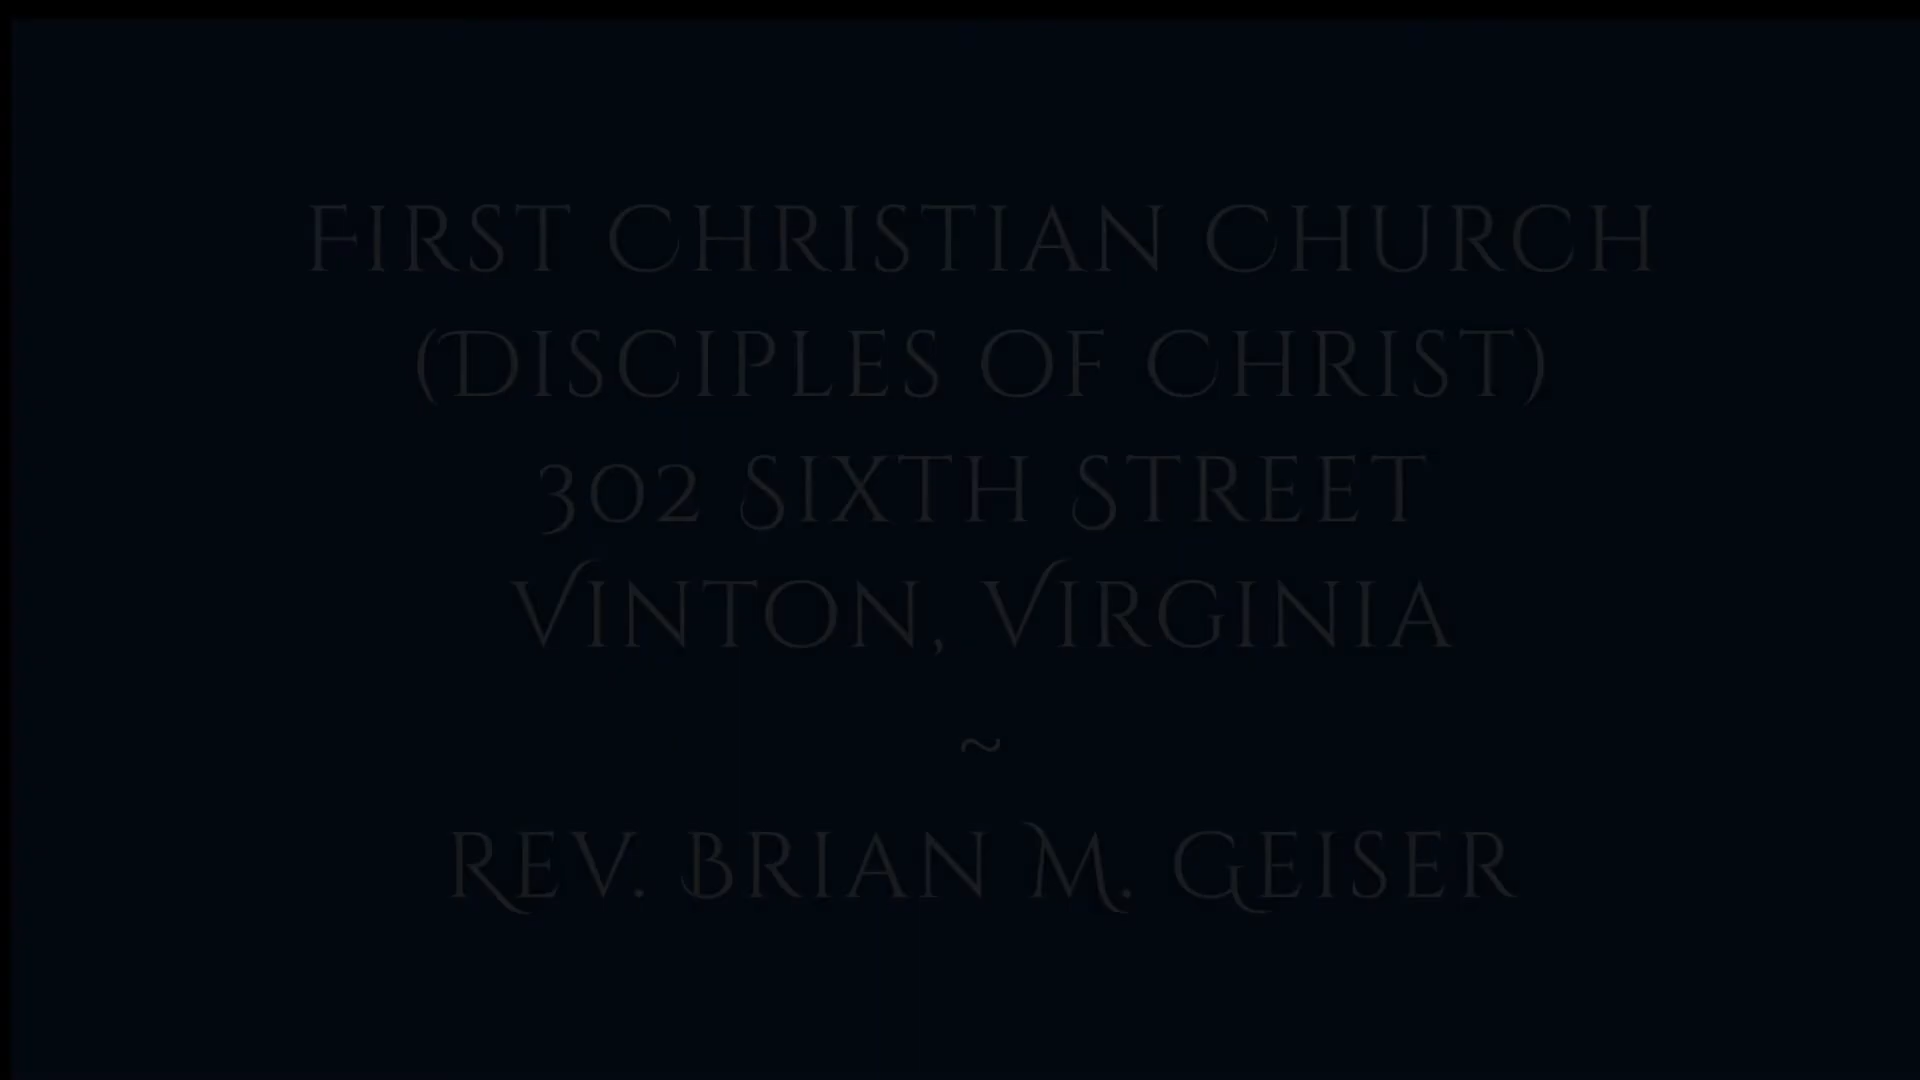 First Christian Church
(Disciples of Christ)
302 Sixth Street
Vinton, Virginia
~
Rev. Brian M. Geiser